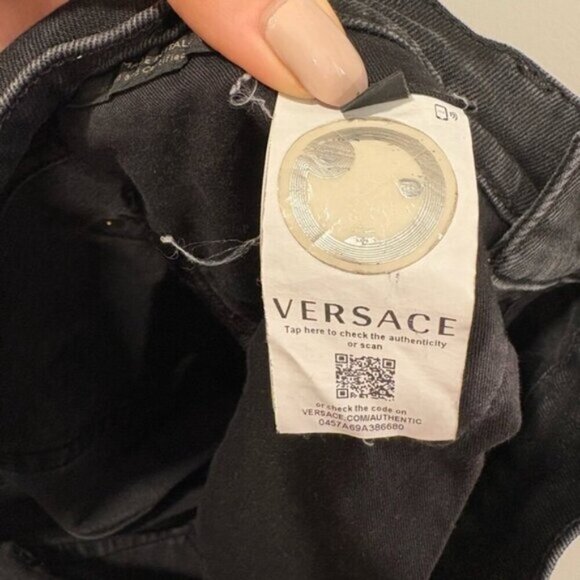 VERSACE
Tap here to check the authenticity
or scan
or check the code on
VERSACE.COM/AUTHENTIC
0457A69A386680